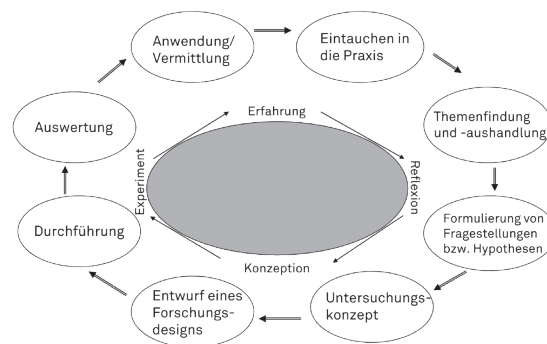 Anwendung/
Vermittlung
Eintauchen in
die Praxis
Themenfindung
und -aushandlung
Formulierung von
Fragestellungen
bzw. Hypothesen
Untersuchungs-
konzept
Entwurf eines
Forschungs-
designs
Durchführung
Auswertung
Erfahrung
Reflexion
Konzeption
Experiment